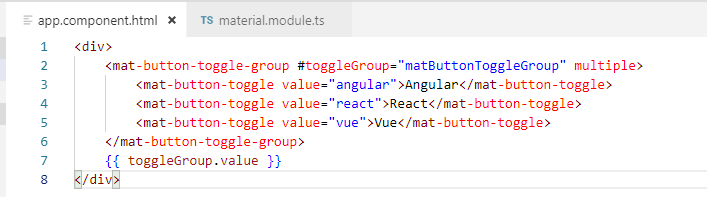 app.component.html ×
TS material.module.ts
1 <div>
2 <mat-button-toggle-group #toggleGroup="matButtonToggleGroup" multiple>
3 <mat-button-toggle value="angular">Angular</mat-button-toggle>
4 <mat-button-toggle value="react">React</mat-button-toggle>
5 <mat-button-toggle value="vue">Vue</mat-button-toggle>
6 </mat-button-toggle-group>
7 {{ toggleGroup.value }}
8 </div>